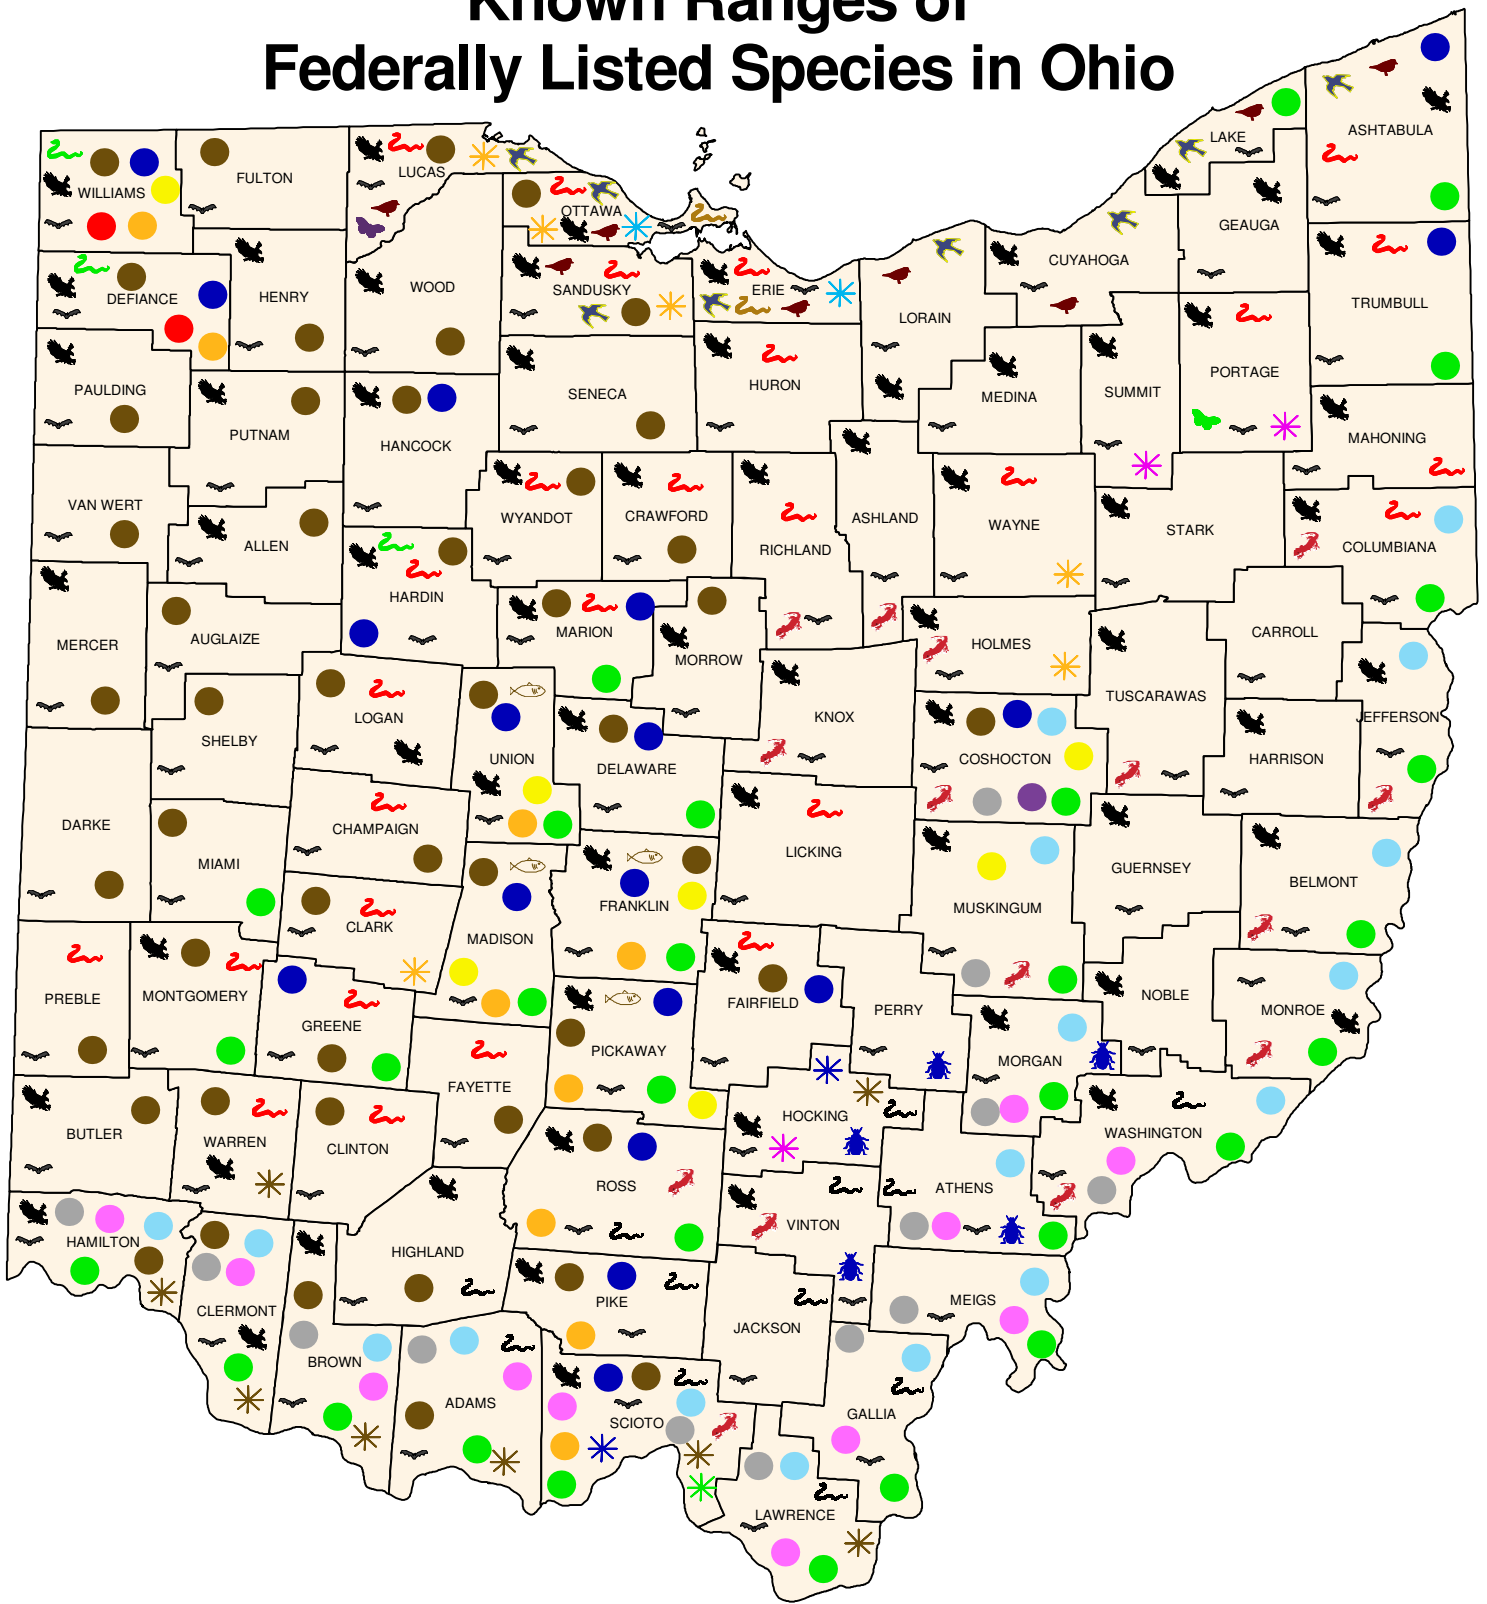 Known Ranges of
Federally Listed Species in Ohio
LAKE
ASHTABULA
WILLIAMS
FULTON
LUCAS
OTTAWA
GEAUGA
DEFIANCE
HENRY
WOOD
SANDUSKY
ERIE
LORAIN
CUYAHOGA
TRUMBULL
PAULDING
PUTNAM
HANCOCK
SENECA
HURON
MEDINA
SUMMIT
PORTAGE
MAHONING
VAN WERT
ALLEN
WYANDOT
CRAWFORD
RICHLAND
ASHLAND
WAYNE
STARK
COLUMBIANA
MERCER
AUGLAIZE
HARDIN
MARION
MORROW
HOLMES
TUSCARAWAS
CARROLL
JEFFERSON
SHELBY
LOGAN
UNION
DELAWARE
KNOX
COSHOCTON
HARRISON
DARKE
MIAMI
CHAMPAIGN
LICKING
GUERNSEY
BELMONT
CLARK
MADISON
FRANKLIN
MUSKINGUM
PREBLE
MONTGOMERY
GREENE
FAIRFIELD
PERRY
NOBLE
MONROE
PICKAWAY
MORGAN
FAYETTE
BUTLER
WARREN
CLINTON
HOCKING
WASHINGTON
ROSS
VINTON
ATHENS
HAMILTON
HIGHLAND
CLERMONT
PIKE
JACKSON
MEIGS
BROWN
ADAMS
SCIOTO
GALLIA
LAWRENCE